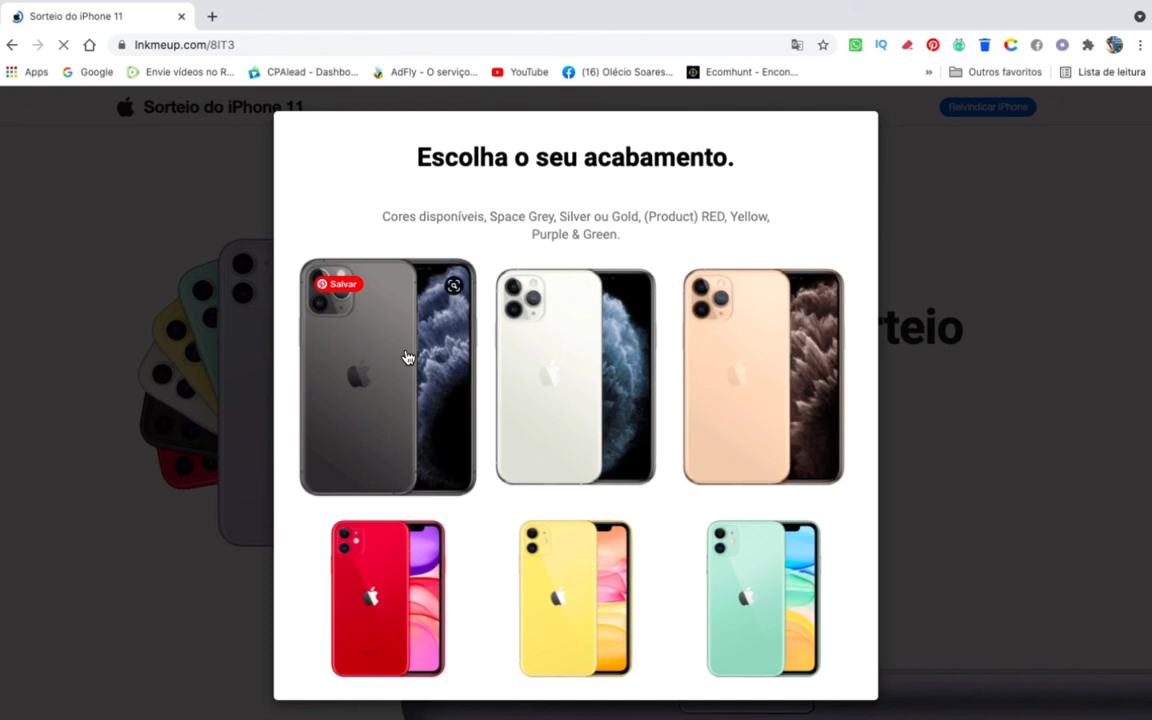 Sorteio do iPhone 11
lnkmeup.com/8IT3
Apps
Google
Envie vídeos no R...
CPAlead - Dashbo...
AdFly - O serviço...
YouTube
(16) Olécio Soares...
Ecomhunt - Encon...
»
Outros favoritos
Lista de leitura
Sorteio do iPhone 11
Reivindicar iPhone
Escolha o seu acabamento.
Cores disponíveis, Space Grey, Silver ou Gold, (Product) RED, Yellow,
Purple & Green.
Salvar
rteio